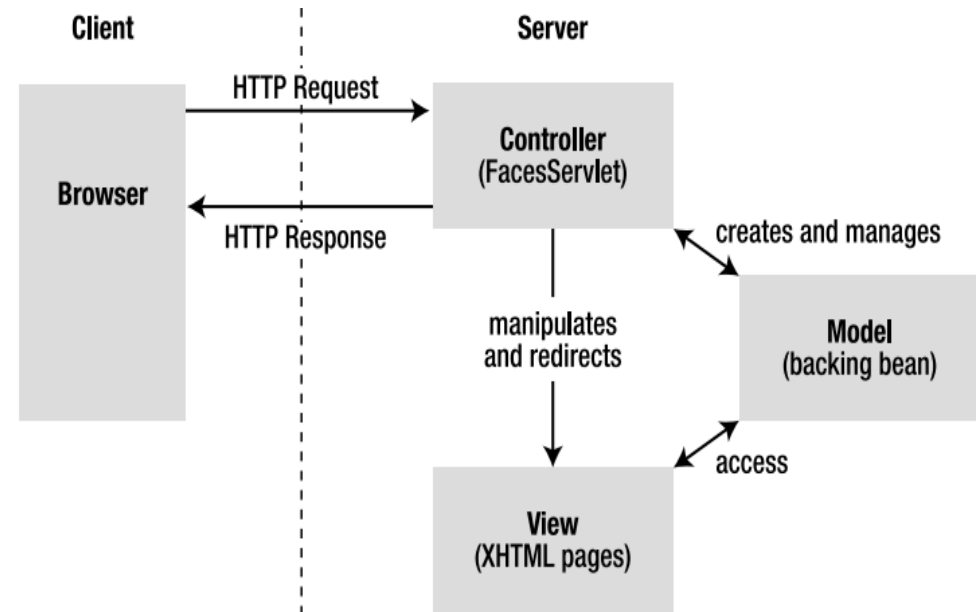 Client
Server
HTTP Request
Controller
(FacesServlet)
Browser
HTTP Response
creates and manages
manipulates
and redirects
Model
(backing bean)
access
View
(XHTML pages)